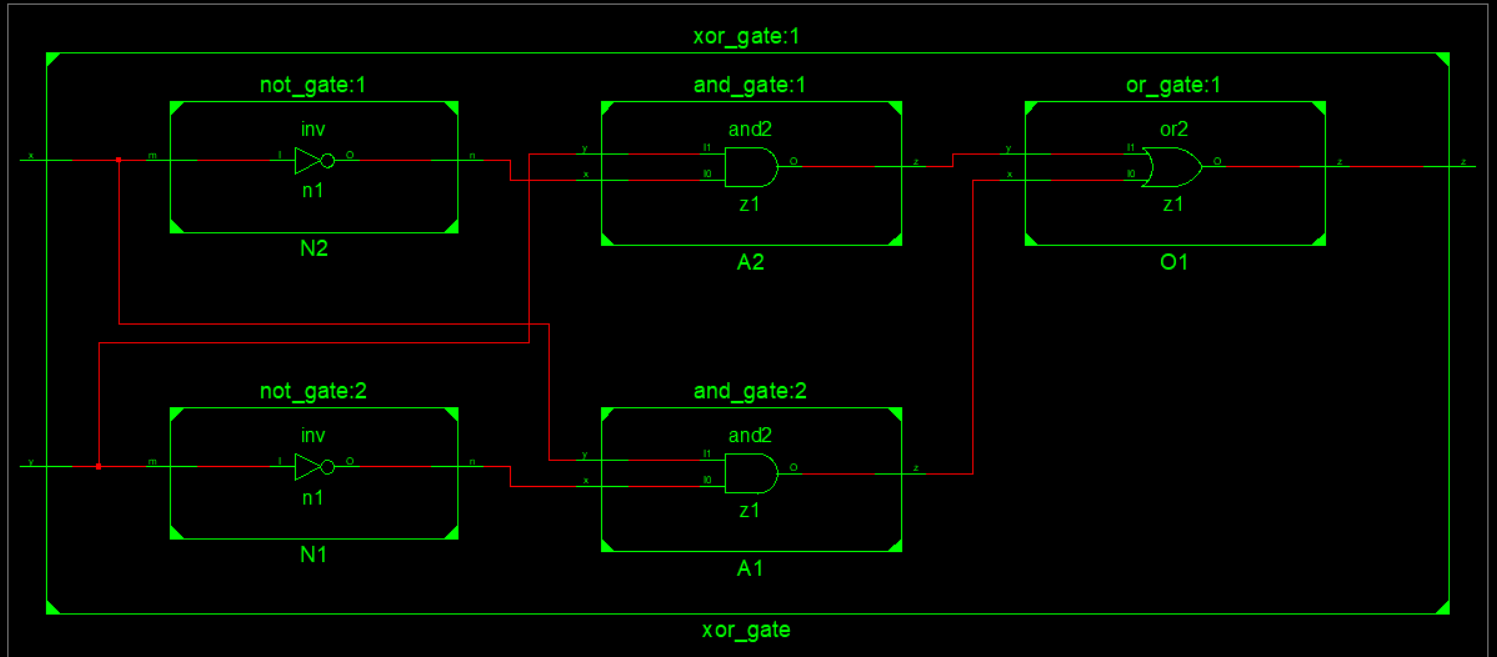 xor_gate:1
not_gate:1 and_gate:1 or_gate:1
inv and2 or2
x m I O n y I1 O z y I1 O z z
x I0 x I0
n1 z1 z1
N2 A2 O1
not_gate:2 and_gate:2
inv and2
y m I O n y I1 O z
x I0
n1 z1
N1 A1
xor_gate